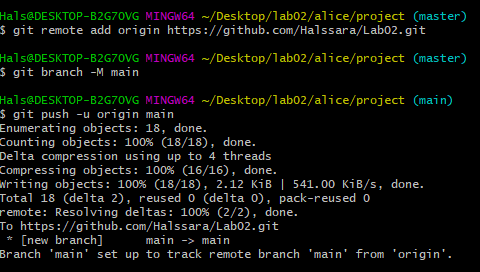 Hals@DESKTOP-B2G7OVG MINGW64 ~/Desktop/lab02/alice/project (master)
$ git remote add origin https://github.com/Halssara/Lab02.git
Hals@DESKTOP-B2G7OVG MINGW64 ~/Desktop/lab02/alice/project (master)
$ git branch -M main
Hals@DESKTOP-B2G7OVG MINGW64 ~/Desktop/lab02/alice/project (main)
$ git push -u origin main
Enumerating objects: 18, done.
Counting objects: 100% (18/18), done.
Delta compression using up to 4 threads
Compressing objects: 100% (16/16), done.
Writing objects: 100% (18/18), 2.12 KiB | 541.00 KiB/s, done.
Total 18 (delta 2), reused 0 (delta 0), pack-reused 0
remote: Resolving deltas: 100% (2/2), done.
To https://github.com/Halssara/Lab02.git
 * [new branch]      main -> main
Branch 'main' set up to track remote branch 'main' from 'origin'.